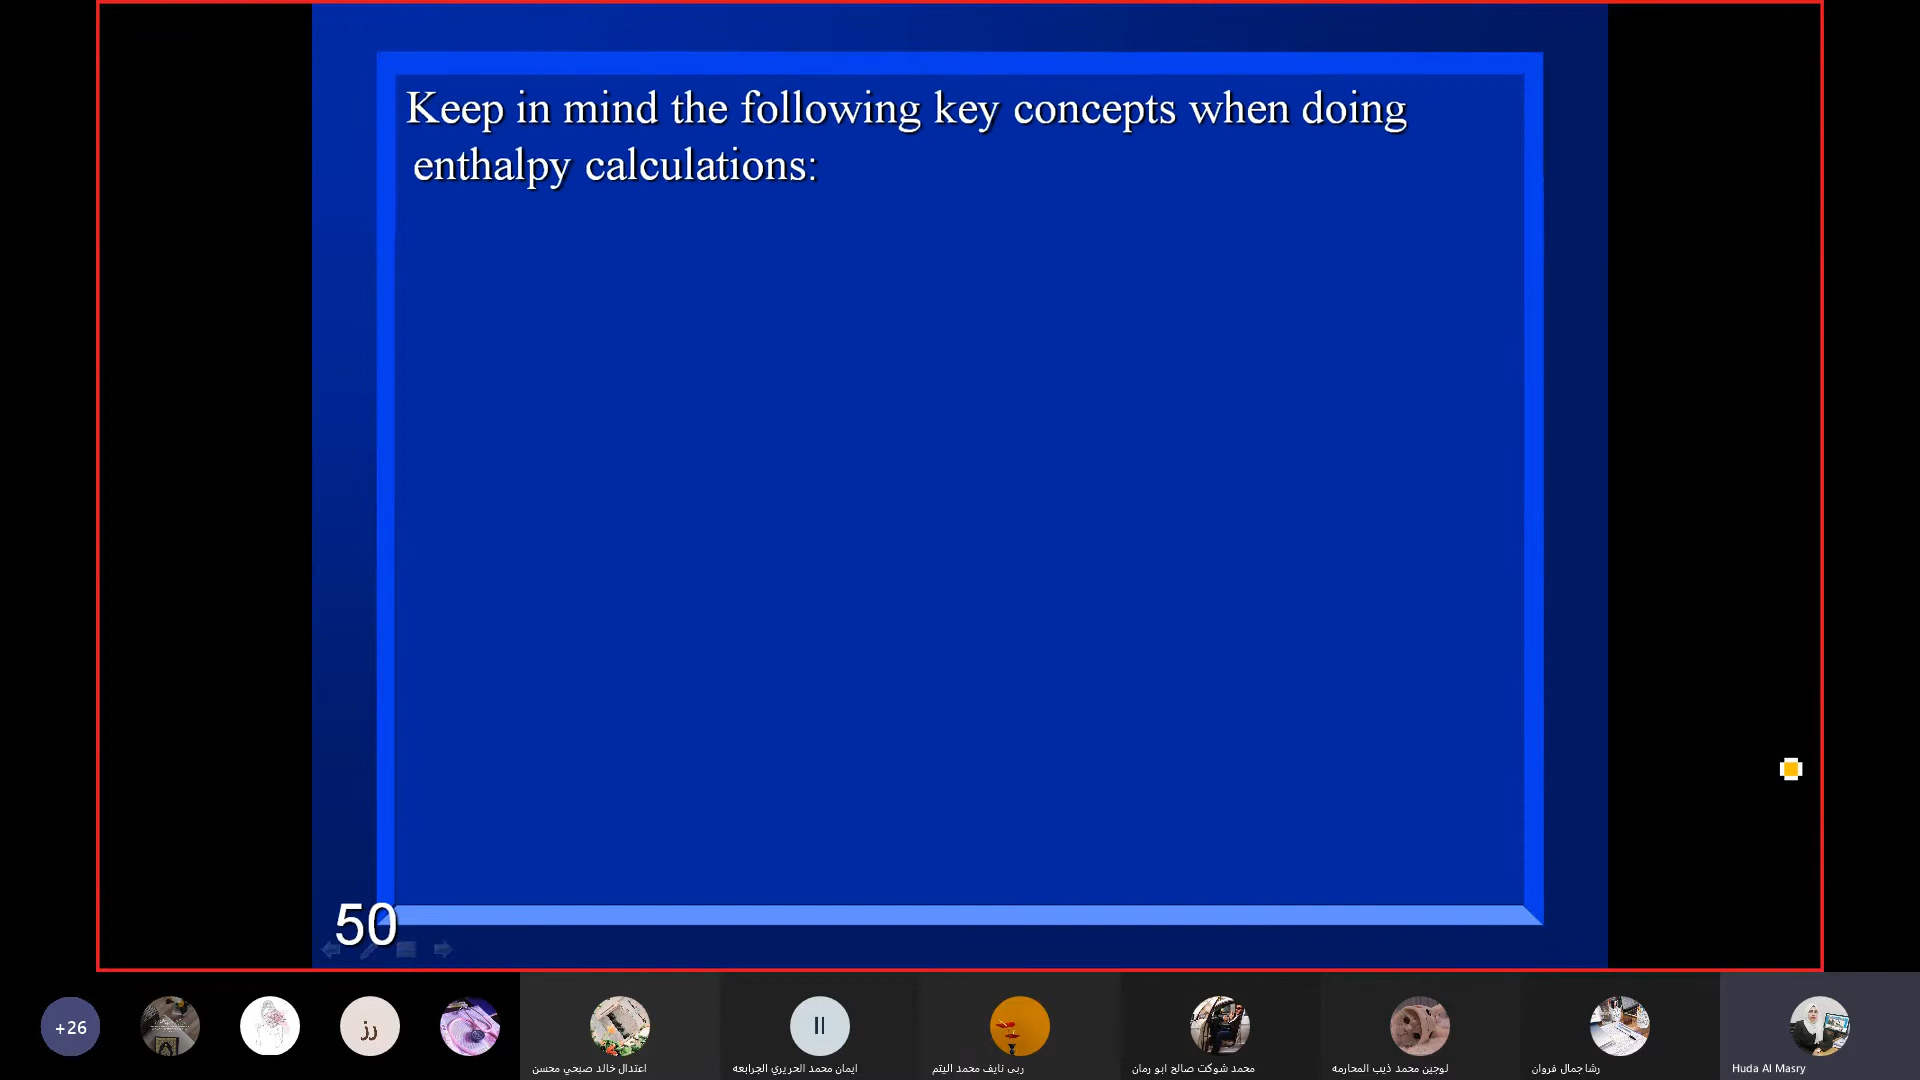 Keep in mind the following key concepts when doing
enthalpy calculations:
50
+26
رز
اعتدال خالد صبحي محسن
ايمان محمد الحريري الجرابعه
ربى نايف محمد اليتم
محمد شوكت صالح ابو رمان
لوجين محمد ذيب المحارمه
رشا جمال فروان
Huda Al Masry